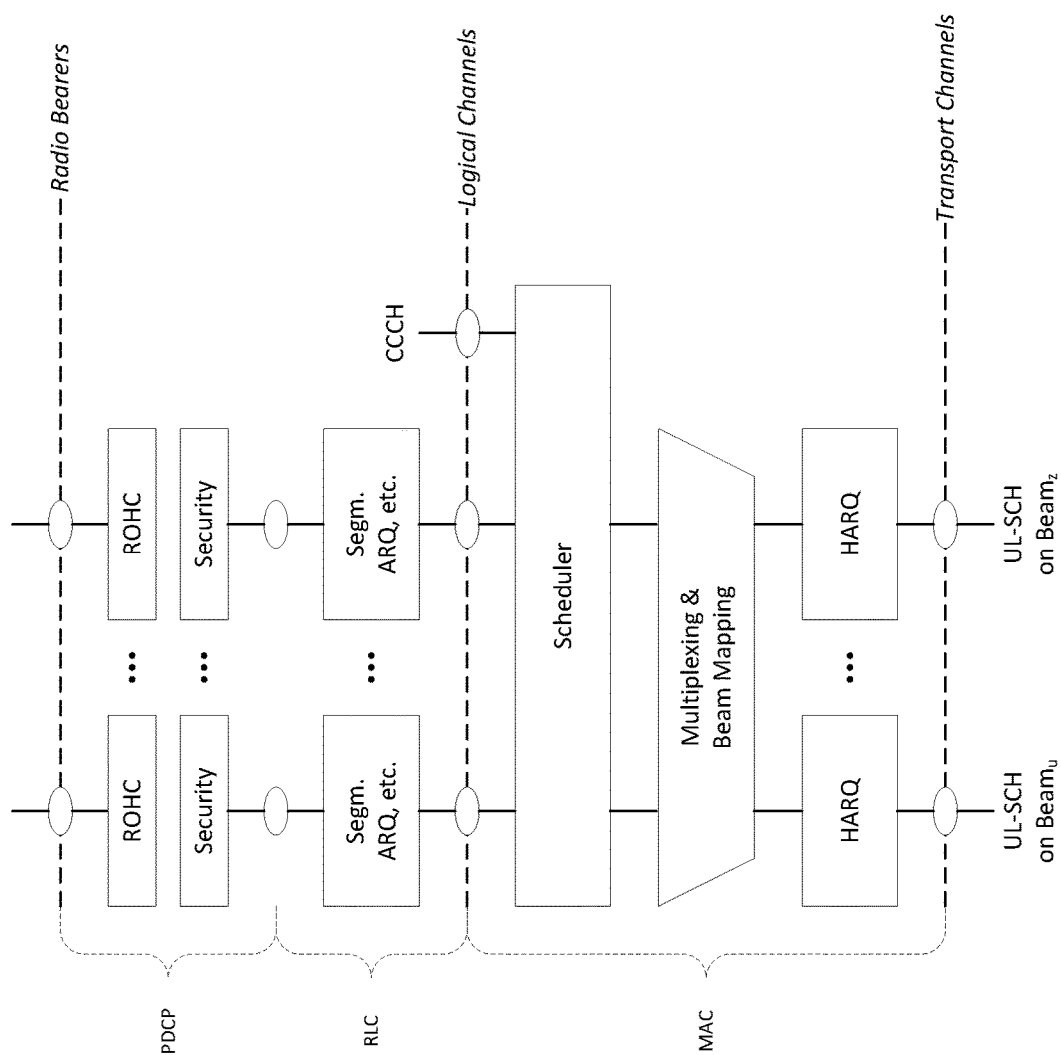 Radio Bearers
PDCP
ROHC
•••
ROHC
Security
•••
Security
RLC
Segm.
ARQ, etc.
•••
Segm.
ARQ, etc.
CCCH
Logical Channels
MAC
Scheduler
Multiplexing &
Beam Mapping
HARQ
•••
HARQ
Transport Channels
UL-SCH
on Beamᵤ
UL-SCH
on Beam_z